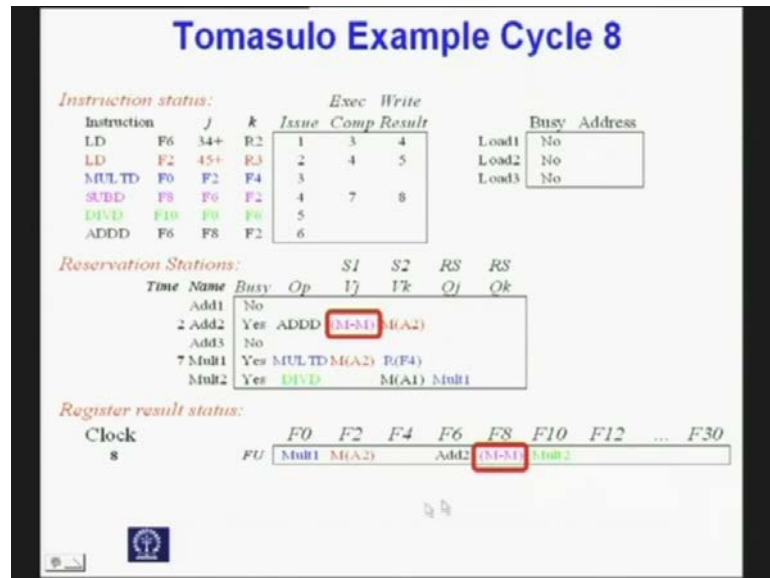 Tomasulo Example Cycle 8
Instruction status: Exec Write
Instruction j k Issue Comp Result Busy Address
LD F6 34+ R2 1 3 4 Load1 No
LD F2 45+ R3 2 4 5 Load2 No
MULTD F0 F2 F4 3 Load3 No
SUBD F8 F6 F2 4 7 8
DIVD F10 F0 F6 5
ADDD F6 F8 F2 6
Reservation Stations: S1 S2 RS RS
Time Name Busy Op Vj Vk Qj Qk
Add1 No
2 Add2 Yes ADDD (M-M) M(A2)
Add3 No
7 Mult1 Yes MULTD M(A2) R(F4)
Mult2 Yes DIVD M(A1) Mult1
Register result status:
Clock F0 F2 F4 F6 F8 F10 F12 ... F30
8 FU Mult1 M(A2) Add2 (M-M) Mult2